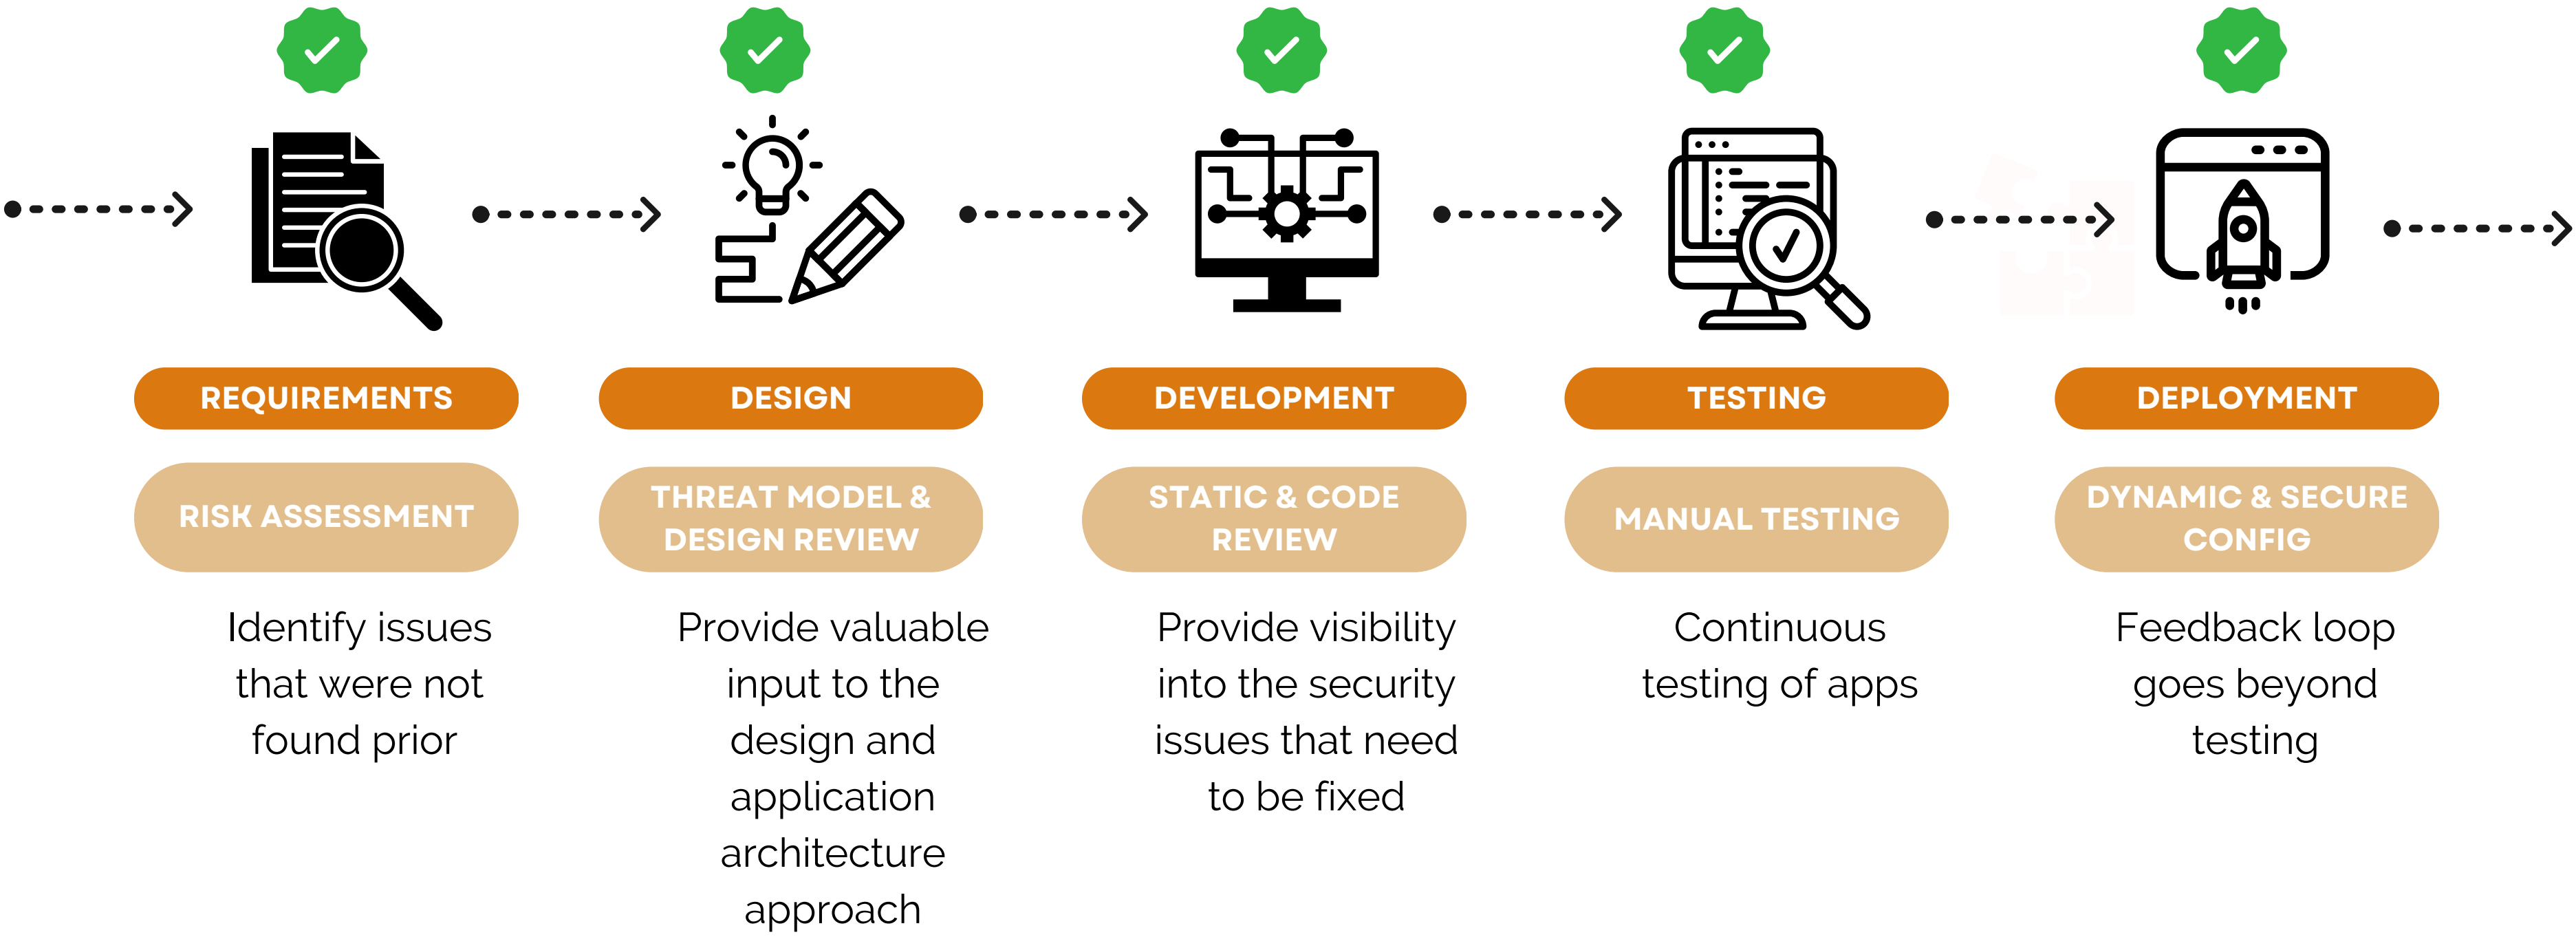 REQUIREMENTS
RISK ASSESSMENT
Identify issues
that were not
found prior
DESIGN
THREAT MODEL &
DESIGN REVIEW
Provide valuable
input to the
design and
application
architecture
approach
DEVELOPMENT
STATIC & CODE
REVIEW
Provide visibility
into the security
issues that need
to be fixed
TESTING
MANUAL TESTING
Continuous
testing of apps
DEPLOYMENT
DYNAMIC & SECURE
CONFIG
Feedback loop
goes beyond
testing